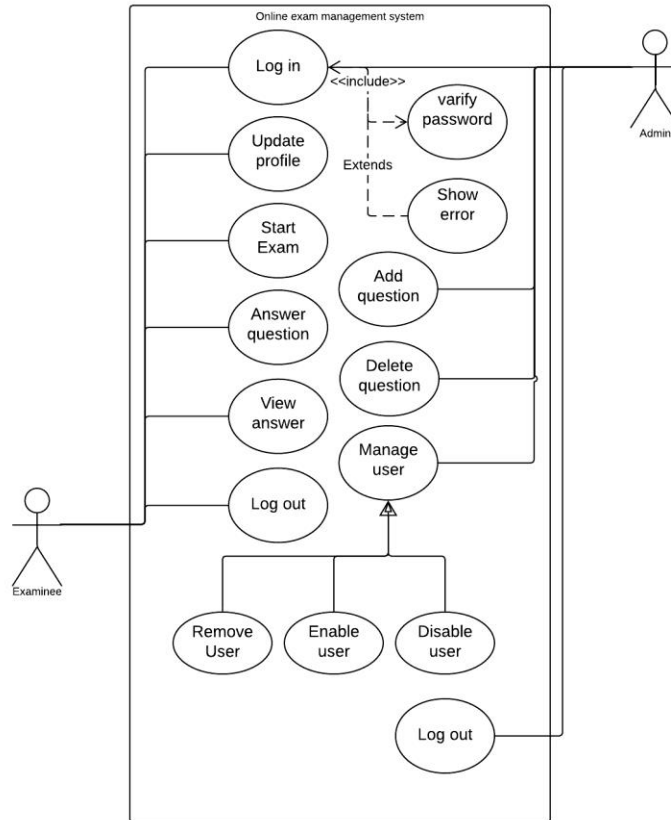 Online exam management system
Log in
<<include>>
varify
password
Admin
Update
profile
Extends
Show
error
Start
Exam
Add
question
Answer
question
Delete
question
View
answer
Manage
user
Log out
Examinee
Remove
User
Enable
user
Disable
user
Log out